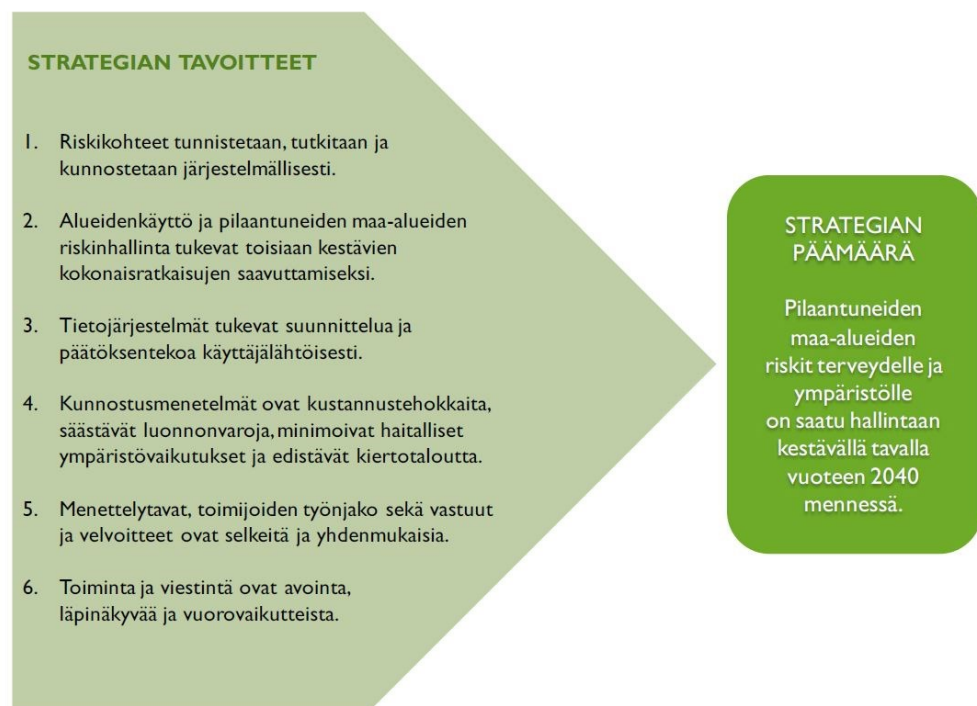 STRATEGIAN TAVOITTEET
1. Riskikohteet tunnistetaan, tutkitaan ja
kunnostetaan järjestelmällisesti.
2. Alueidenkäyttö ja pilaantuneiden maa-alueiden
riskinhallinta tukevat toisiaan kestävien
kokonaisratkaisujen saavuttamiseksi.
3. Tietojärjestelmät tukevat suunnittelua ja
päätöksentekoa käyttäjälähtöisesti.
4. Kunnostusmenetelmät ovat kustannustehokkaita,
säästävät luonnonvaroja, minimoivat haitalliset
ympäristövaikutukset ja edistävät kiertotaloutta.
5. Menettelytavat, toimijoiden työnjako sekä vastuut
ja velvoitteet ovat selkeitä ja yhdenmukaisia.
6. Toiminta ja viestintä ovat avointa,
läpinäkyvää ja vuorovaikutteista.
STRATEGIAN
PÄÄMÄÄRÄ
Pilaantuneiden
maa-alueiden
riskit terveydelle ja
ympäristölle
on saatu hallintaan
kestävällä tavalla
vuoteen 2040
mennessä.